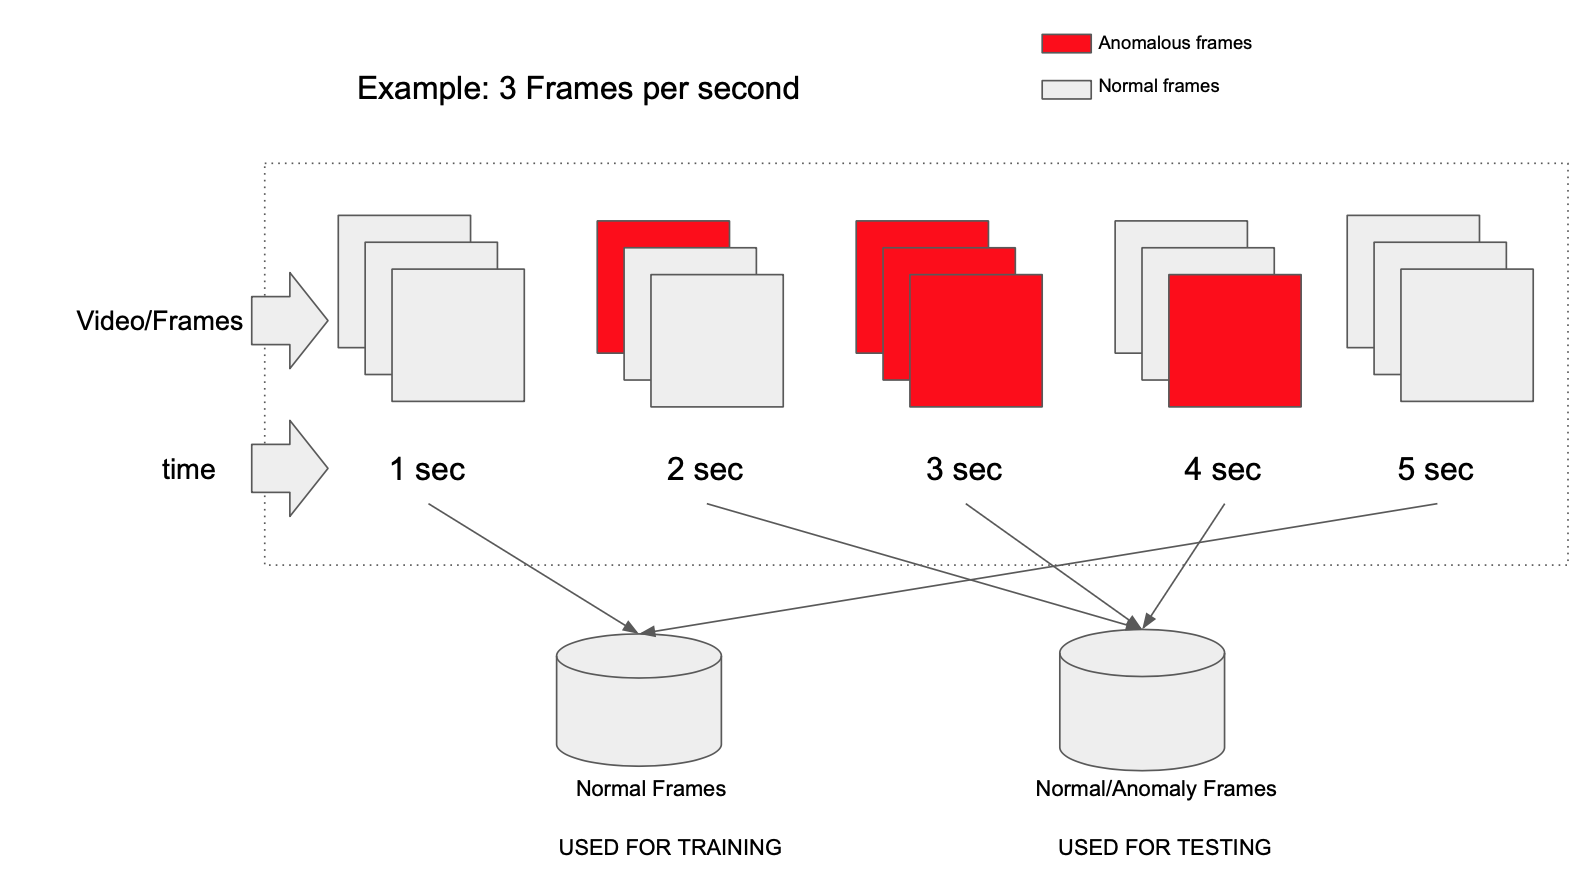 Anomalous frames
Example: 3 Frames per second
Normal frames
Video/Frames
time
1 sec
2 sec
3 sec
4 sec
5 sec
Normal Frames
Normal/Anomaly Frames
USED FOR TRAINING
USED FOR TESTING